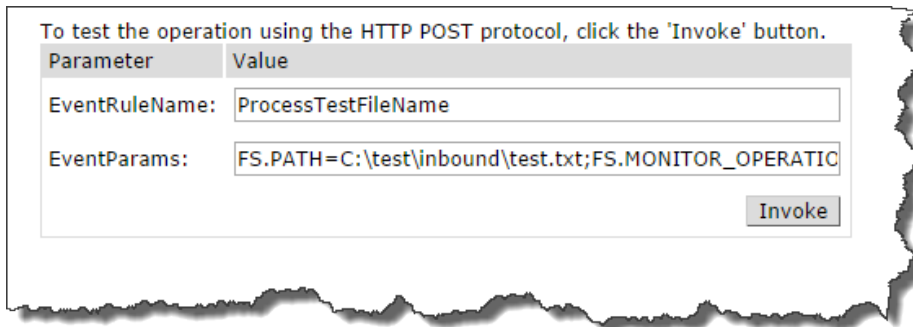 To test the operation using the HTTP POST protocol, click the 'Invoke' button.
Parameter Value
EventRuleName: ProcessTestFileName
EventParams: FS.PATH=C:\test\inbound\test.txt;FS.MONITOR_OPERATIO
Invoke